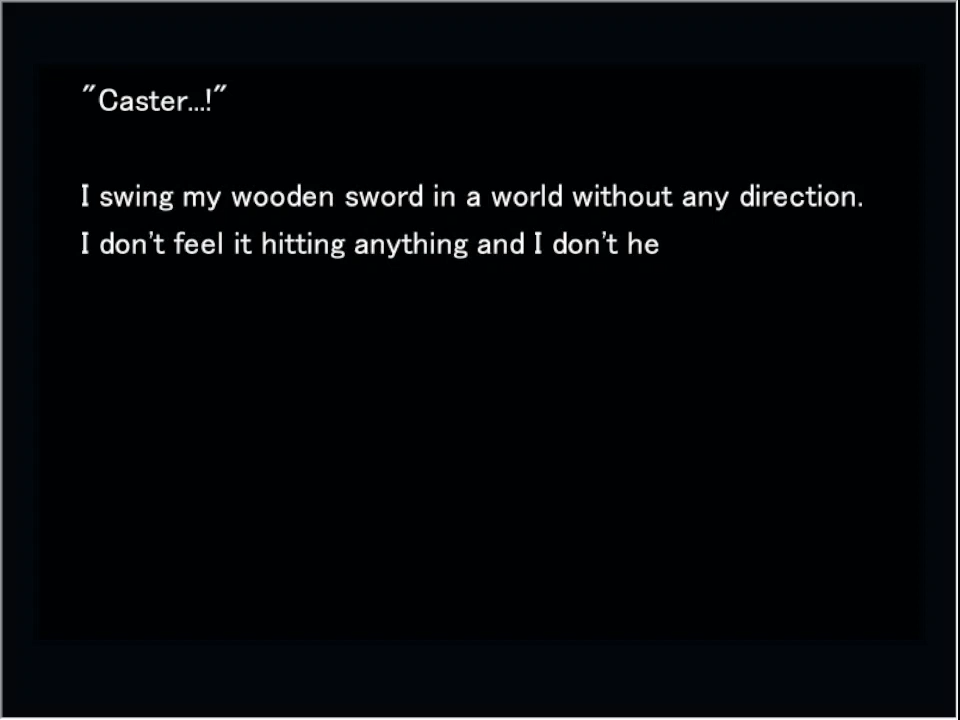 "Caster...!"
I swing my wooden sword in a world without any direction.
I don't feel it hitting anything and I don't he